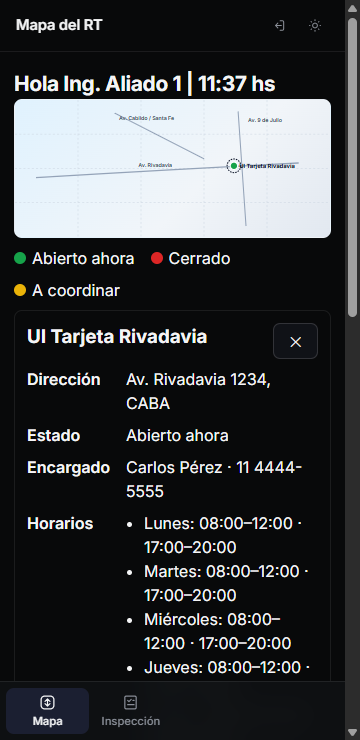 Mapa del RT
Hola Ing. Aliado 1 | 11:37 hs
Av. Cabildo / Santa Fe
Av. 9 de Julio
Av. Rivadavia
UI Tarjeta Rivadavia
Abierto ahora
Cerrado
A coordinar
UI Tarjeta Rivadavia
Dirección
Av. Rivadavia 1234,
CABA
Estado
Abierto ahora
Encargado
Carlos Pérez · 11 4444-
5555
Horarios
• Lunes: 08:00–12:00 ·
17:00–20:00
• Martes: 08:00–12:00 ·
17:00–20:00
• Miércoles: 08:00–
12:00 · 17:00–20:00
• Jueves: 08:00–12:00 ·
Mapa
Inspección